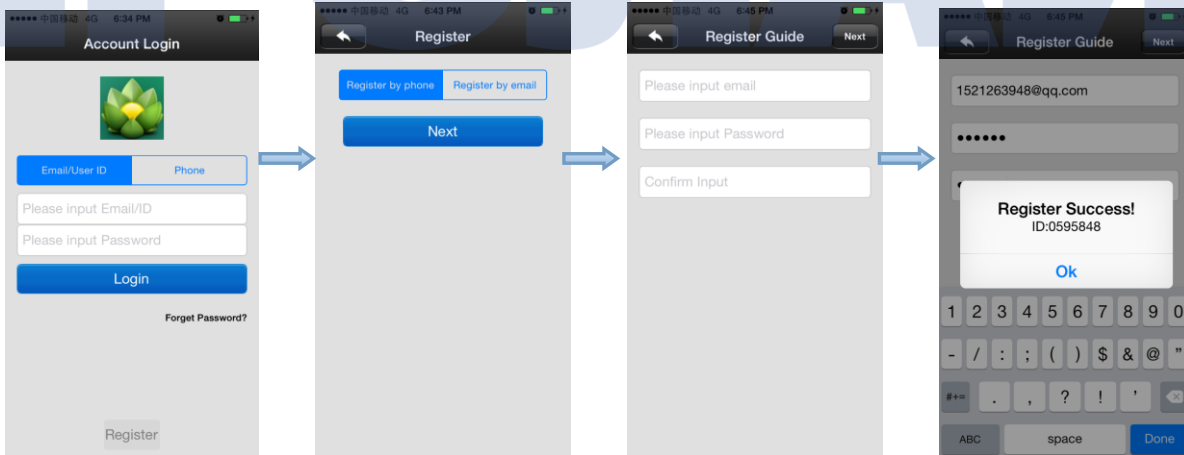 中国移动 4G 6:34 PM
Account Login
Email/User ID Phone
Please input Email/ID
Please input Password
Login
Forget Password?
Register
中国移动 4G 6:43 PM
Register
Register by phone Register by email
Next
中国移动 4G 6:45 PM
Register Guide Next
Please input email
Please input Password
Confirm Input
中国移动 4G 6:45 PM
Register Guide Next
1521263948@qq.com
••••••
Register Success!
ID:0595848
Ok
1 2 3 4 5 6 7 8 9 0
- / : ; ( ) $ & @ "
#+= . , ? ! '
ABC space Done